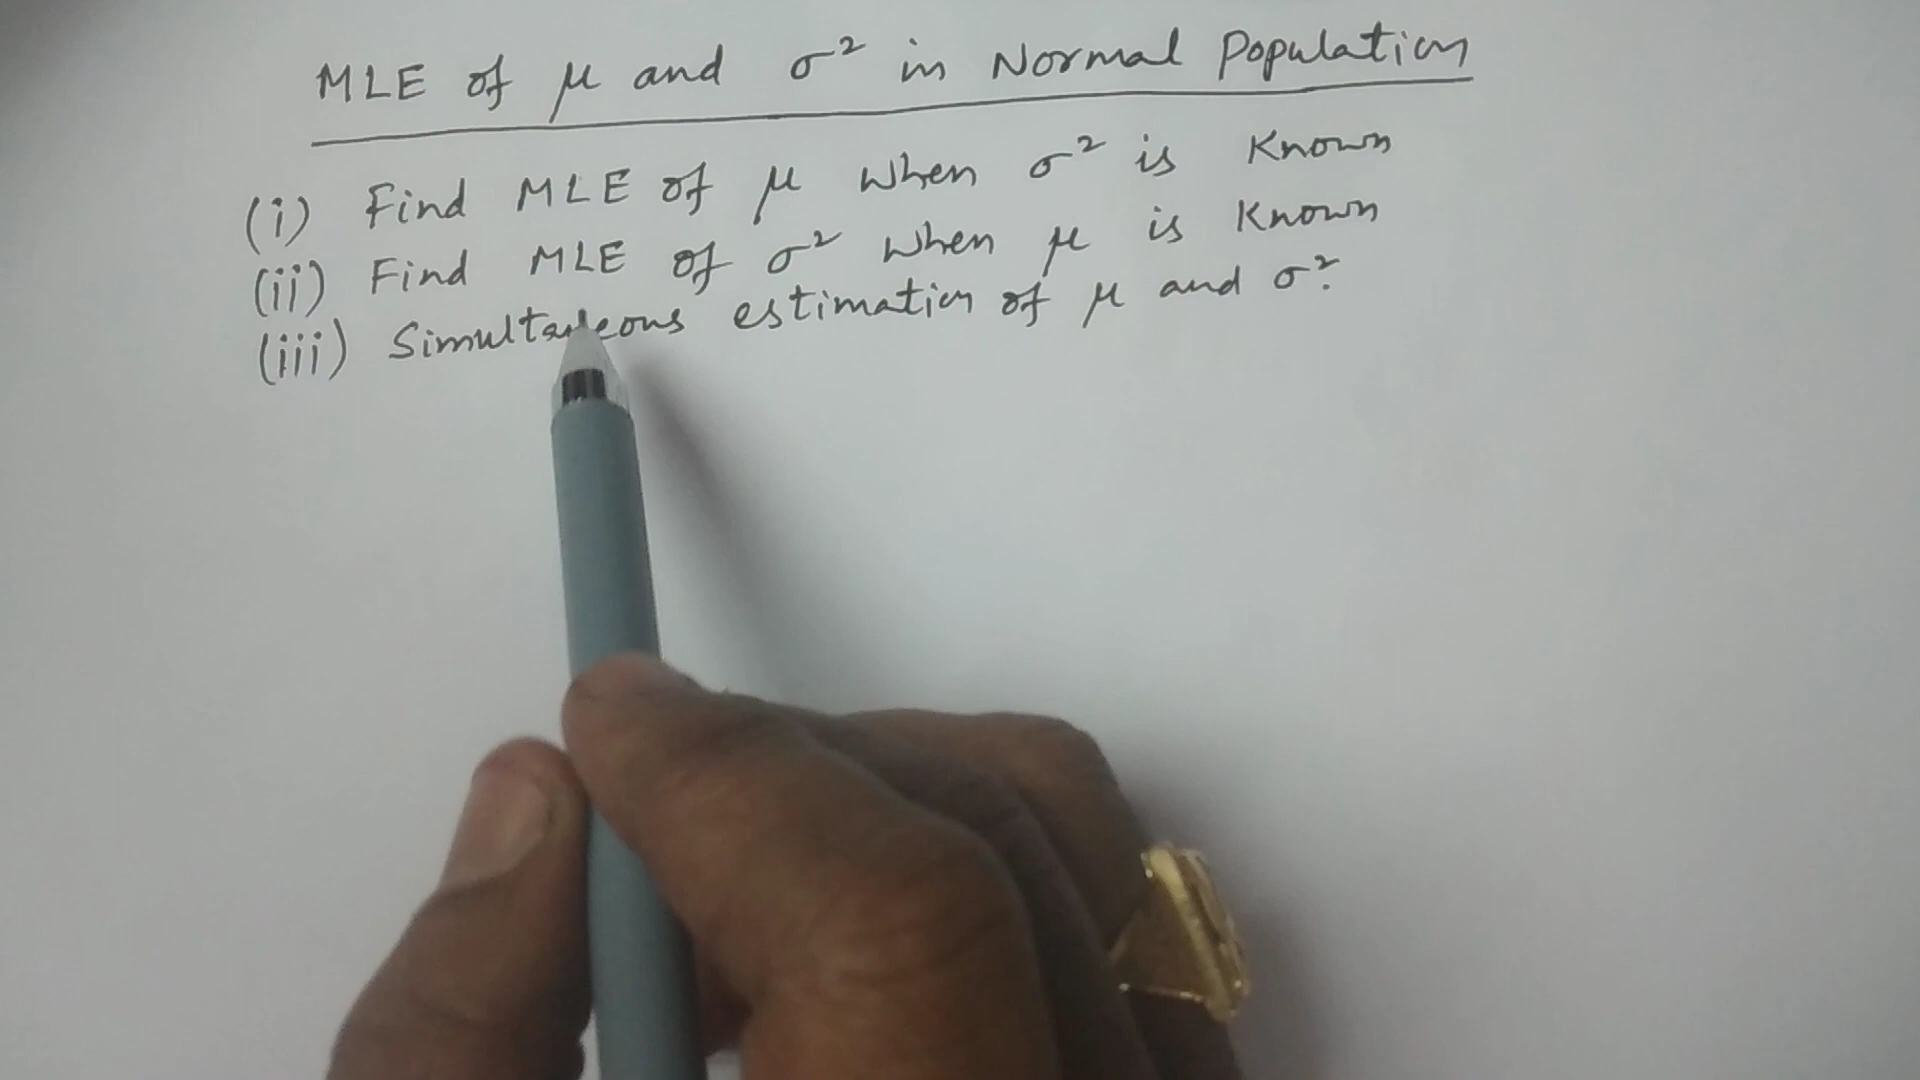 MLE of μ and σ² in Normal Population
(i) Find MLE of μ when σ² is Known
(ii) Find MLE of σ² when μ is Known
(iii) Simultaneous estimation of μ and σ².